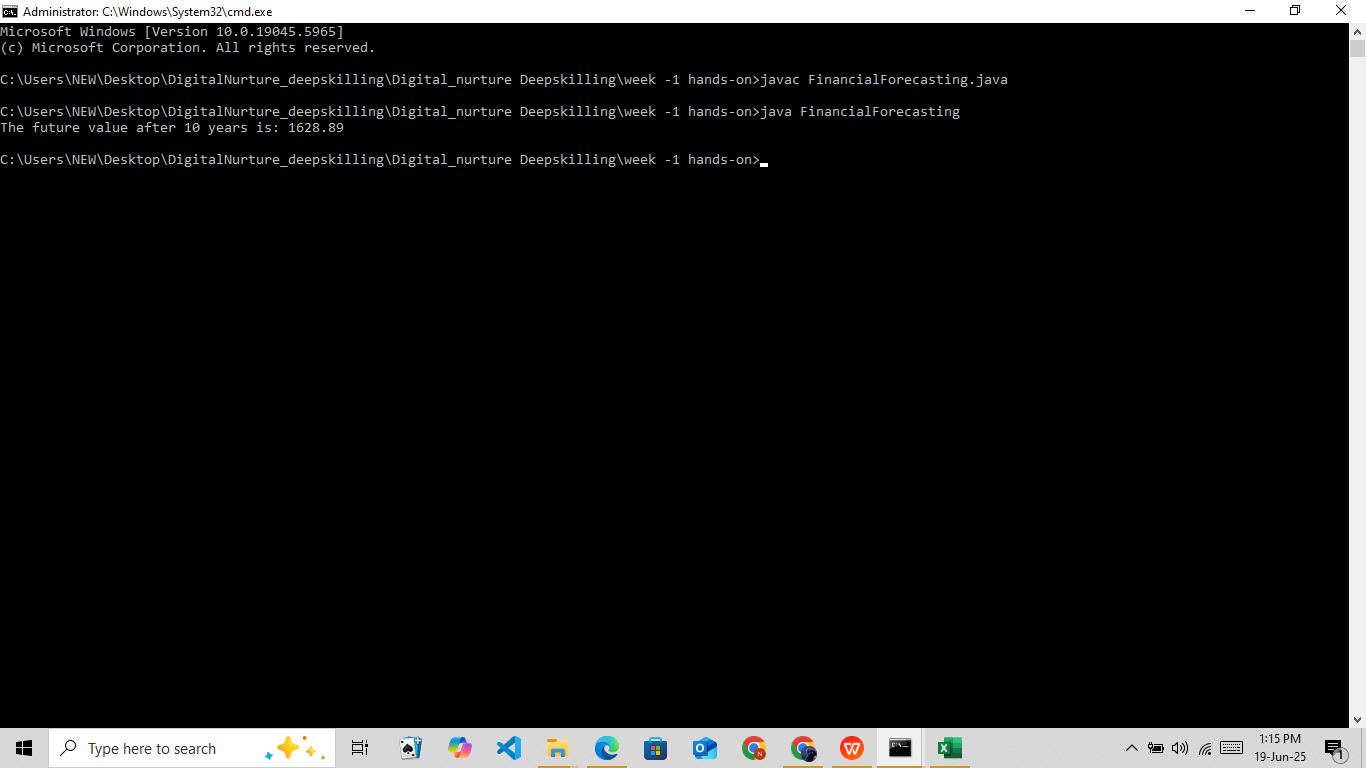 Administrator: C:\Windows\System32\cmd.exe
Microsoft Windows [Version 10.0.19045.5965]
(c) Microsoft Corporation. All rights reserved.
C:\Users\NEW\Desktop\DigitalNurture_deepskilling\Digital_nurture Deepskilling\week -1 hands-on>javac FinancialForecasting.java
C:\Users\NEW\Desktop\DigitalNurture_deepskilling\Digital_nurture Deepskilling\week -1 hands-on>java FinancialForecasting
The future value after 10 years is: 1628.89
C:\Users\NEW\Desktop\DigitalNurture_deepskilling\Digital_nurture Deepskilling\week -1 hands-on>
Type here to search
1:15 PM
19-Jun-25
1